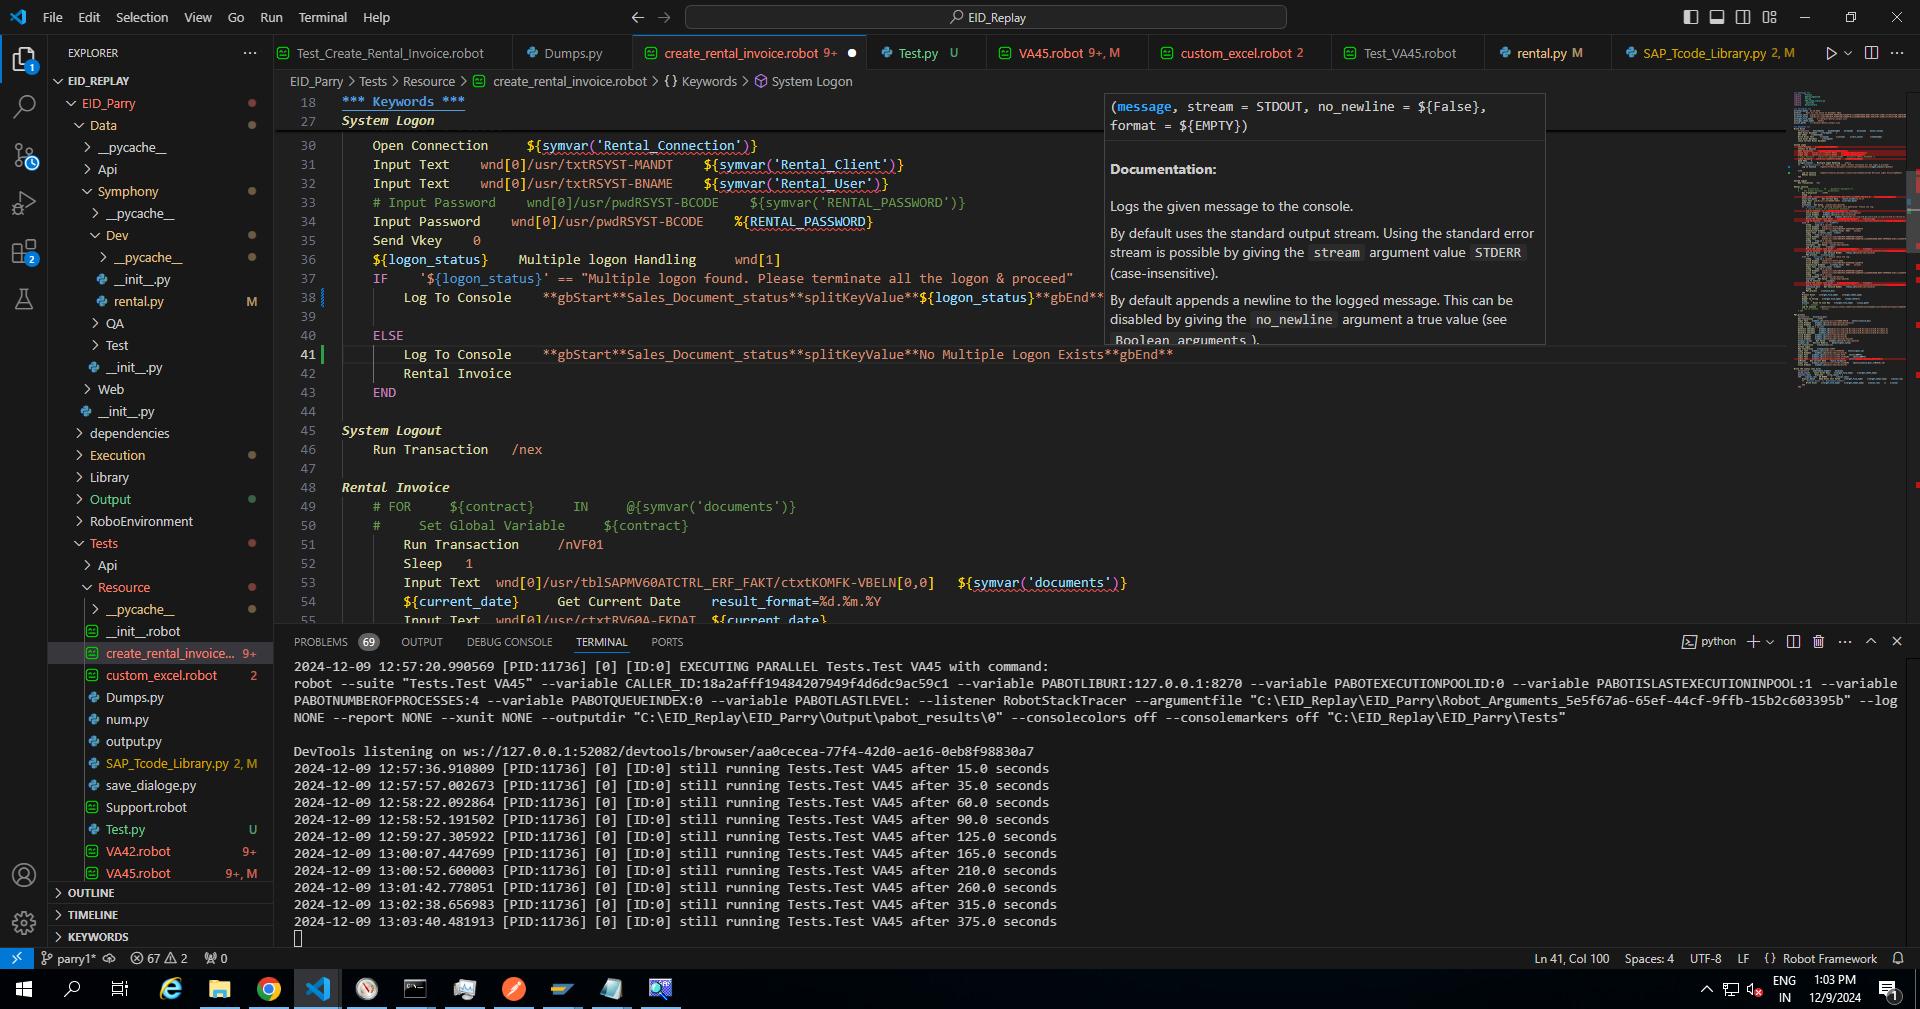 File Edit Selection View Go Run Terminal Help
EID_Replay
EXPLORER
Test_Create_Rental_Invoice.robot
Dumps.py
create_rental_invoice.robot 9+
Test.py U
VA45.robot 9+, M
custom_excel.robot 2
Test_VA45.robot
rental.py M
SAP_Tcode_Library.py 2, M
EID_Parry > Tests > Resource > create_rental_invoice.robot > {} Keywords > System Logon
EID_REPLAY
EID_Parry
Data
__pycache__
Api
Symphony
__pycache__
Dev
__pycache__
__init__.py
rental.py M
QA
Test
__init__.py
Web
__init__.py
dependencies
Execution
Library
Output
RoboEnvironment
Tests
Api
Resource
__pycache__
__init__.robot
create_rental_invoice... 9+
custom_excel.robot 2
Dumps.py
num.py
output.py
SAP_Tcode_Library.py 2, M
save_dialoge.py
Support.robot
Test.py U
VA42.robot 9+
VA45.robot 9+, M
OUTLINE
TIMELINE
KEYWORDS
18 *** Keywords ***
27 System Logon
30 Open Connection ${symvar('Rental_Connection')}
31 Input Text wnd[0]/usr/txtRSYST-MANDT ${symvar('Rental_Client')}
32 Input Text wnd[0]/usr/txtRSYST-BNAME ${symvar('Rental_User')}
33 # Input Password wnd[0]/usr/pwdRSYST-BCODE ${symvar('RENTAL_PASSWORD')}
34 Input Password wnd[0]/usr/pwdRSYST-BCODE %{RENTAL_PASSWORD}
35 Send Vkey 0
36 ${logon_status} Multiple logon Handling wnd[1]
37 IF '${logon_status}' == "Multiple logon found. Please terminate all the logon & proceed"
38 Log To Console **gbStart**Sales_Document_status**splitKeyValue**${logon_status}**gbEnd**
39
40 ELSE
41 Log To Console **gbStart**Sales_Document_status**splitKeyValue**No Multiple Logon Exists**gbEnd**
42 Rental Invoice
43 END
44
45 System Logout
46 Run Transaction /nex
47
48 Rental Invoice
49 # FOR ${contract} IN @{symvar('documents')}
50 # Set Global Variable ${contract}
51 Run Transaction /nVF01
52 Sleep 1
53 Input Text wnd[0]/usr/tblSAPMV60ATCTRL_ERF_FAKT/ctxtKOMFK-VBELN[0,0] ${symvar('documents')}
54 ${current_date} Get Current Date result_format=%d.%m.%Y
55 Input Text wnd[0]/usr/ctxtRV60A-FKDAT ${current_date}
(message, stream = STDOUT, no_newline = ${False},
format = ${EMPTY})
Documentation:
Logs the given message to the console.
By default uses the standard output stream. Using the standard error
stream is possible by giving the stream argument value STDERR
(case-insensitive).
By default appends a newline to the logged message. This can be
disabled by giving the no_newline argument a true value (see
Boolean arguments ).
PROBLEMS 69 OUTPUT DEBUG CONSOLE TERMINAL PORTS
python
2024-12-09 12:57:20.990569 [PID:11736] [0] [ID:0] EXECUTING PARALLEL Tests.Test VA45 with command:
robot --suite "Tests.Test VA45" --variable CALLER_ID:18a2afff19484207949f4d6dc9ac59c1 --variable PABOTLIBURI:127.0.0.1:8270 --variable PABOTEXECUTIONPOOLID:0 --variable PABOTISLASTEXECUTIONINPOOL:1 --variable
PABOTNUMBEROFPROCESSES:4 --variable PABOTQUEUEINDEX:0 --variable PABOTLASTLEVEL: --listener RobotStackTracer --argumentfile "C:\EID_Replay\EID_Parry\Robot_Arguments_5e5f67a6-65ef-44cf-9ffb-15b2c603395b" --log
NONE --report NONE --xunit NONE --outputdir "C:\EID_Replay\EID_Parry\Output\pabot_results\0" --consolecolors off --consolemarkers off "C:\EID_Replay\EID_Parry\Tests"
DevTools listening on ws://127.0.0.1:52082/devtools/browser/aa0cecea-77f4-42d0-ae16-0eb8f98830a7
2024-12-09 12:57:36.910809 [PID:11736] [0] [ID:0] still running Tests.Test VA45 after 15.0 seconds
2024-12-09 12:57:57.002673 [PID:11736] [0] [ID:0] still running Tests.Test VA45 after 35.0 seconds
2024-12-09 12:58:22.092864 [PID:11736] [0] [ID:0] still running Tests.Test VA45 after 60.0 seconds
2024-12-09 12:58:52.191502 [PID:11736] [0] [ID:0] still running Tests.Test VA45 after 90.0 seconds
2024-12-09 12:59:27.305922 [PID:11736] [0] [ID:0] still running Tests.Test VA45 after 125.0 seconds
2024-12-09 13:00:07.447699 [PID:11736] [0] [ID:0] still running Tests.Test VA45 after 165.0 seconds
2024-12-09 13:00:52.600003 [PID:11736] [0] [ID:0] still running Tests.Test VA45 after 210.0 seconds
2024-12-09 13:01:42.778051 [PID:11736] [0] [ID:0] still running Tests.Test VA45 after 260.0 seconds
2024-12-09 13:02:38.656983 [PID:11736] [0] [ID:0] still running Tests.Test VA45 after 315.0 seconds
2024-12-09 13:03:40.481913 [PID:11736] [0] [ID:0] still running Tests.Test VA45 after 375.0 seconds
parry1* 67 2 0
Ln 41, Col 100 Spaces: 4 UTF-8 LF {} Robot Framework
ENG
IN
1:03 PM
12/9/2024
1